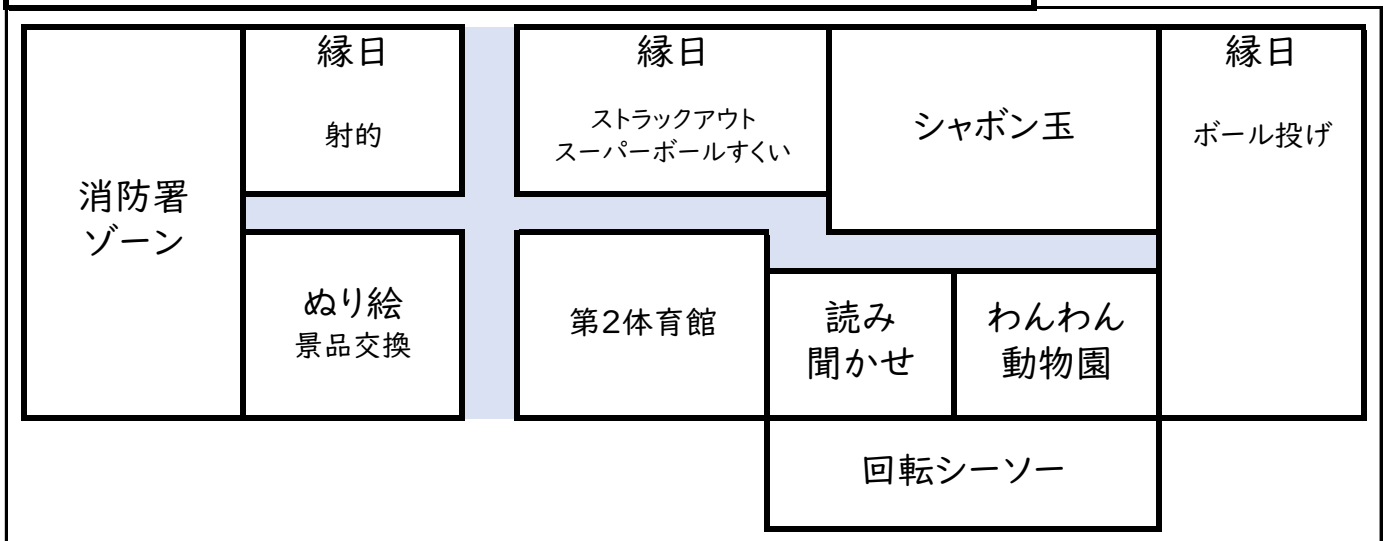 消防署
ゾーン
縁日
射的
縁日
ストラックアウト
スーパーボールすくい
シャボン玉
縁日
ボール投げ
ぬり絵
景品交換
第2体育館
読み
聞かせ
わんわん
動物園
回転シーソー